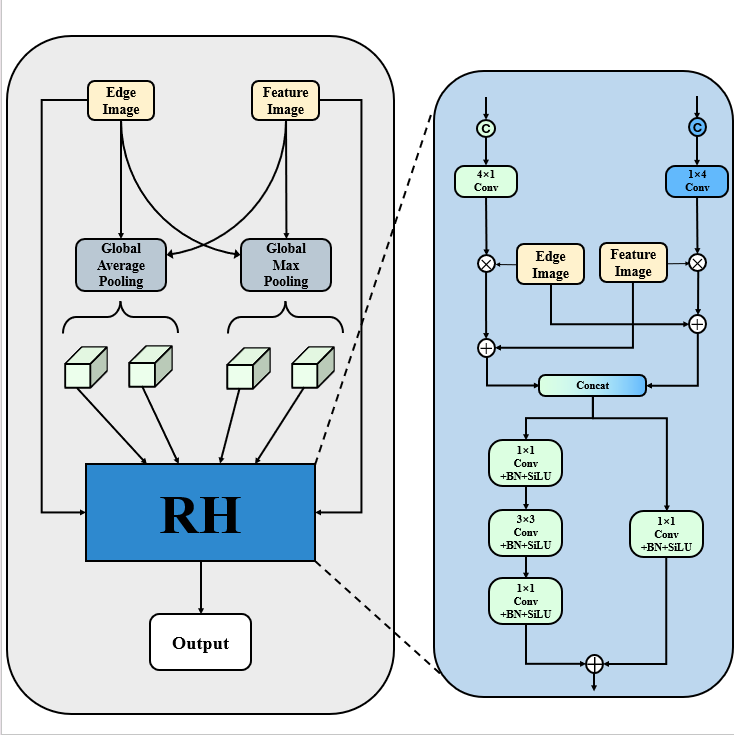 Edge
Image
Feature
Image
Global
Average
Pooling
Global
Max
Pooling
RH
Output
C
C
4×1
Conv
1×4
Conv
Edge
Image
Feature
Image
Concat
1×1
Conv
+BN+SiLU
3×3
Conv
+BN+SiLU
1×1
Conv
+BN+SiLU
1×1
Conv
+BN+SiLU